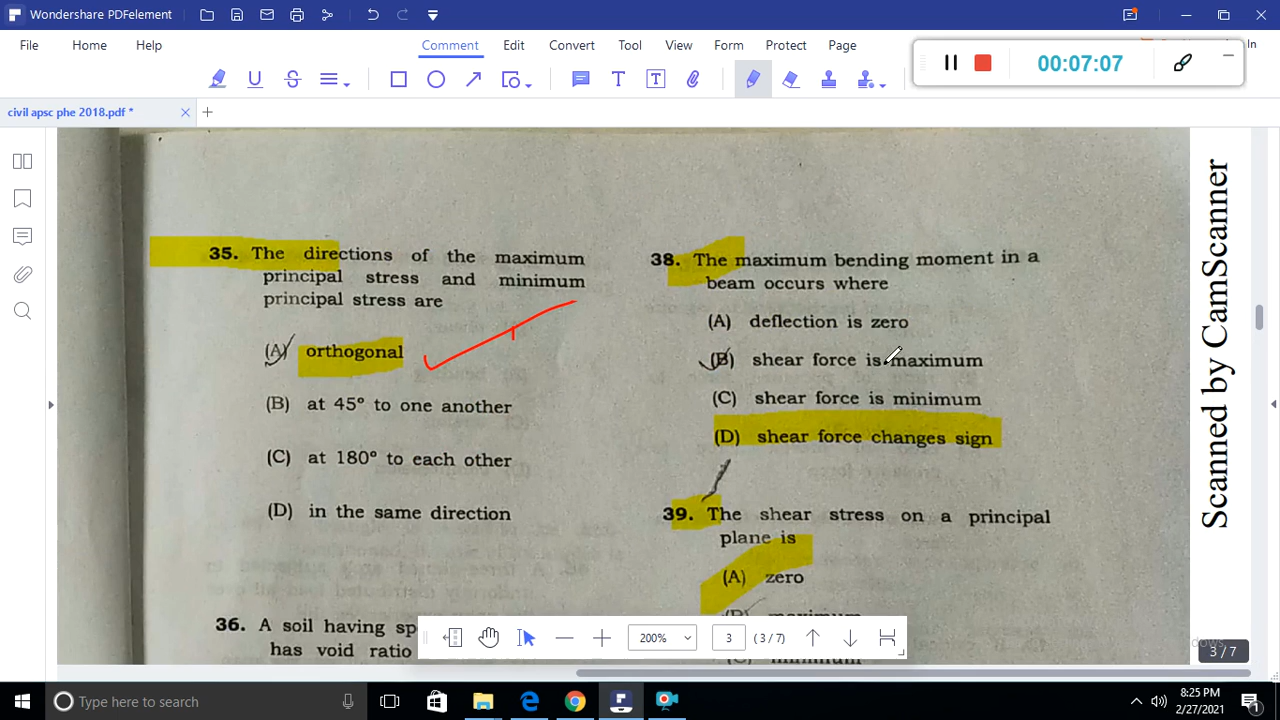 Wondershare PDFelement
File Home Help Comment Edit Convert Tool View Form Protect Page In
00:07:07
civil apsc phe 2018.pdf *
35. The directions of the maximum
principal stress and minimum
principal stress are
(A) orthogonal
(B) at 45° to one another
(C) at 180° to each other
(D) in the same direction
36. A soil having sp
has void ratio
38. The maximum bending moment in a
beam occurs where
(A) deflection is zero
(B) shear force is maximum
(C) shear force is minimum
(D) shear force changes sign
39. The shear stress on a principal
plane is
(A) zero
(B) maximum
(C) minimum
Scanned by CamScanner
200% 3 (3 / 7)
dows
3 / 7
Type here to search
8:25 PM
2/27/2021
1